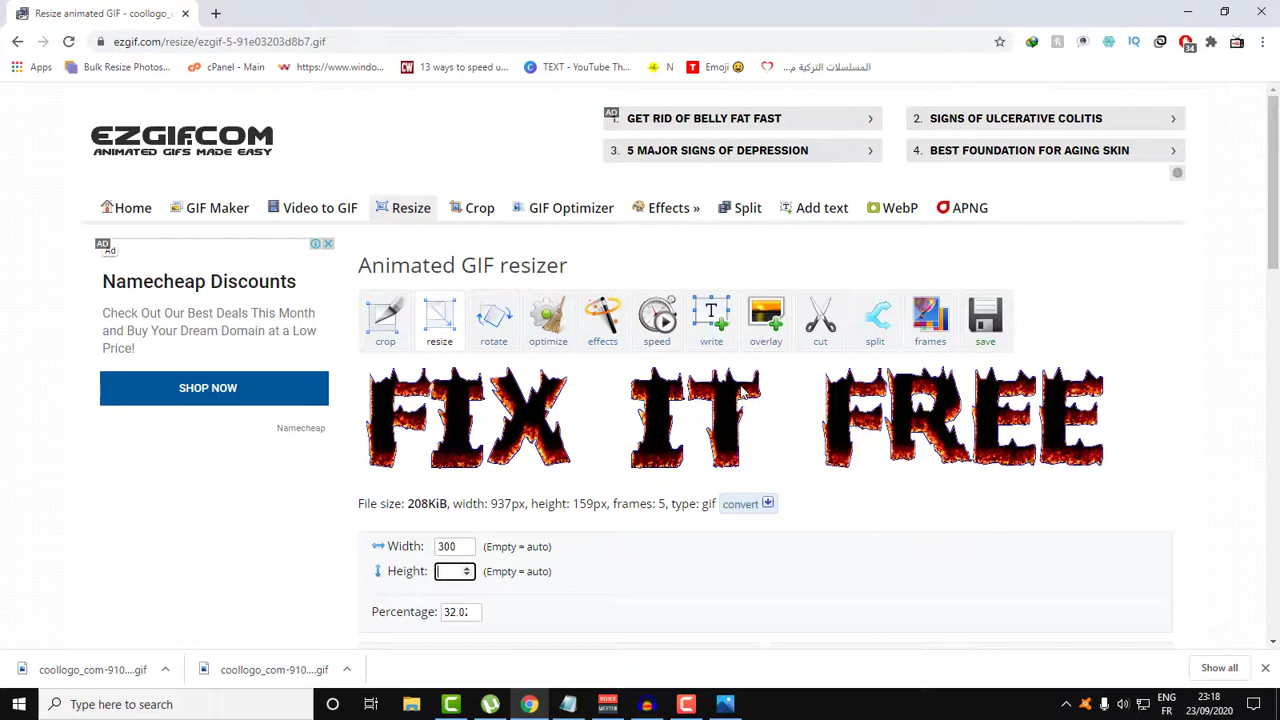 Resize animated GIF - coollogo_c
ezgif.com/resize/ezgif-5-91e03203d8b7.gif
34
Apps Bulk Resize Photos... cPanel - Main https://www.windo... 13 ways to speed u... TEXT - YouTube Th... N Emoji 😀 المسلسلات التركية م...
EZGIF.COM
ANIMATED GIFS MADE EASY
AD
1. GET RID OF BELLY FAT FAST
2. SIGNS OF ULCERATIVE COLITIS
3. 5 MAJOR SIGNS OF DEPRESSION
4. BEST FOUNDATION FOR AGING SKIN
Home GIF Maker Video to GIF Resize Crop GIF Optimizer Effects » Split Add text WebP APNG
AD
Ad
Namecheap Discounts
Check Out Our Best Deals This Month
and Buy Your Dream Domain at a Low
Price!
SHOP NOW
Namecheap
Animated GIF resizer
crop resize rotate optimize effects speed write overlay cut split frames save
FIX IT FREE
File size: 208KiB, width: 937px, height: 159px, frames: 5, type: gif convert
Width: 300 (Empty = auto)
Height: (Empty = auto)
Percentage: 32.02
coollogo_com-910....gif coollogo_com-910....gif Show all
Type here to search
VOICE
MEETER
ENG
FR
23:18
23/09/2020